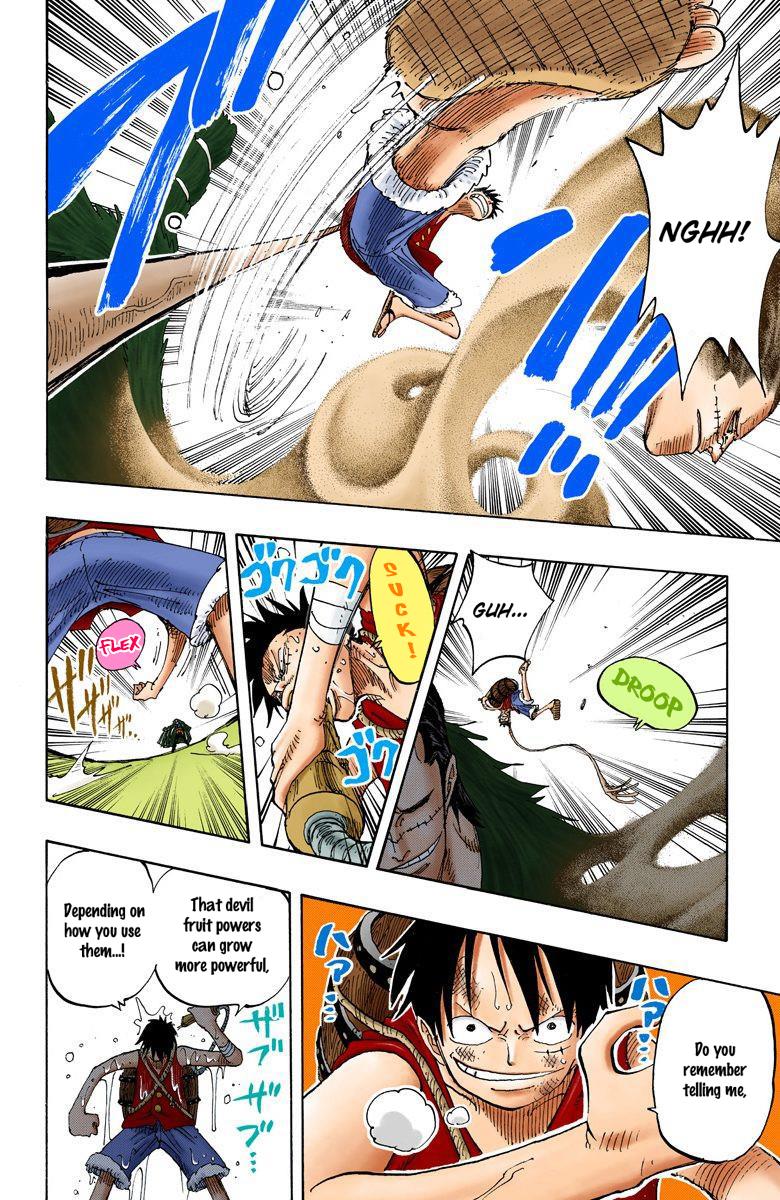 NGHH!
DROOP
GUH...
SUCK!
ゴクゴク
ゴク
FLEX
ザザザザ..
Do you
remember
telling me,
ハァ…
ハァ…
That devil
fruit powers
can grow
more powerful,
Depending on
how you use
them...!
ザブ
ザブ…